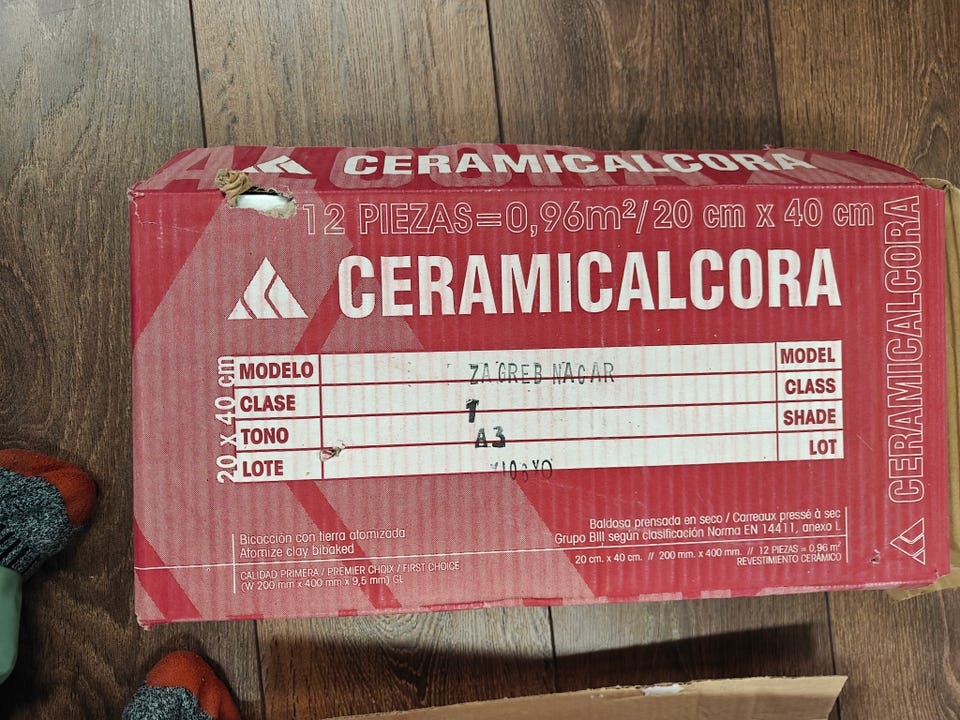 CERAMICALCORA
12 PIEZAS=0,96m²/20 cm x 40 cm
CERAMICALCORA
20 x 40 cm
MODELO ZAGREB NACAR MODEL
CLASE 1 CLASS
TONO A3 SHADE
LOTE LOT
CERAMICALCORA
Bicocción con tierra atomizada
Atomize clay bibaked
CALIDAD PRIMERA / PREMIER CHOIX / FIRST CHOICE
(W 200 mm x 400 mm x 9,5 mm) GL
Baldosa prensada en seco / Carreaux pressé à sec
Grupo BIII según clasificación Norma EN 14411, anexo L
20 cm. x 40 cm. // 200 mm. x 400 mm. // 12 PIEZAS = 0,96 m²
REVESTIMIENTO CERÁMICO